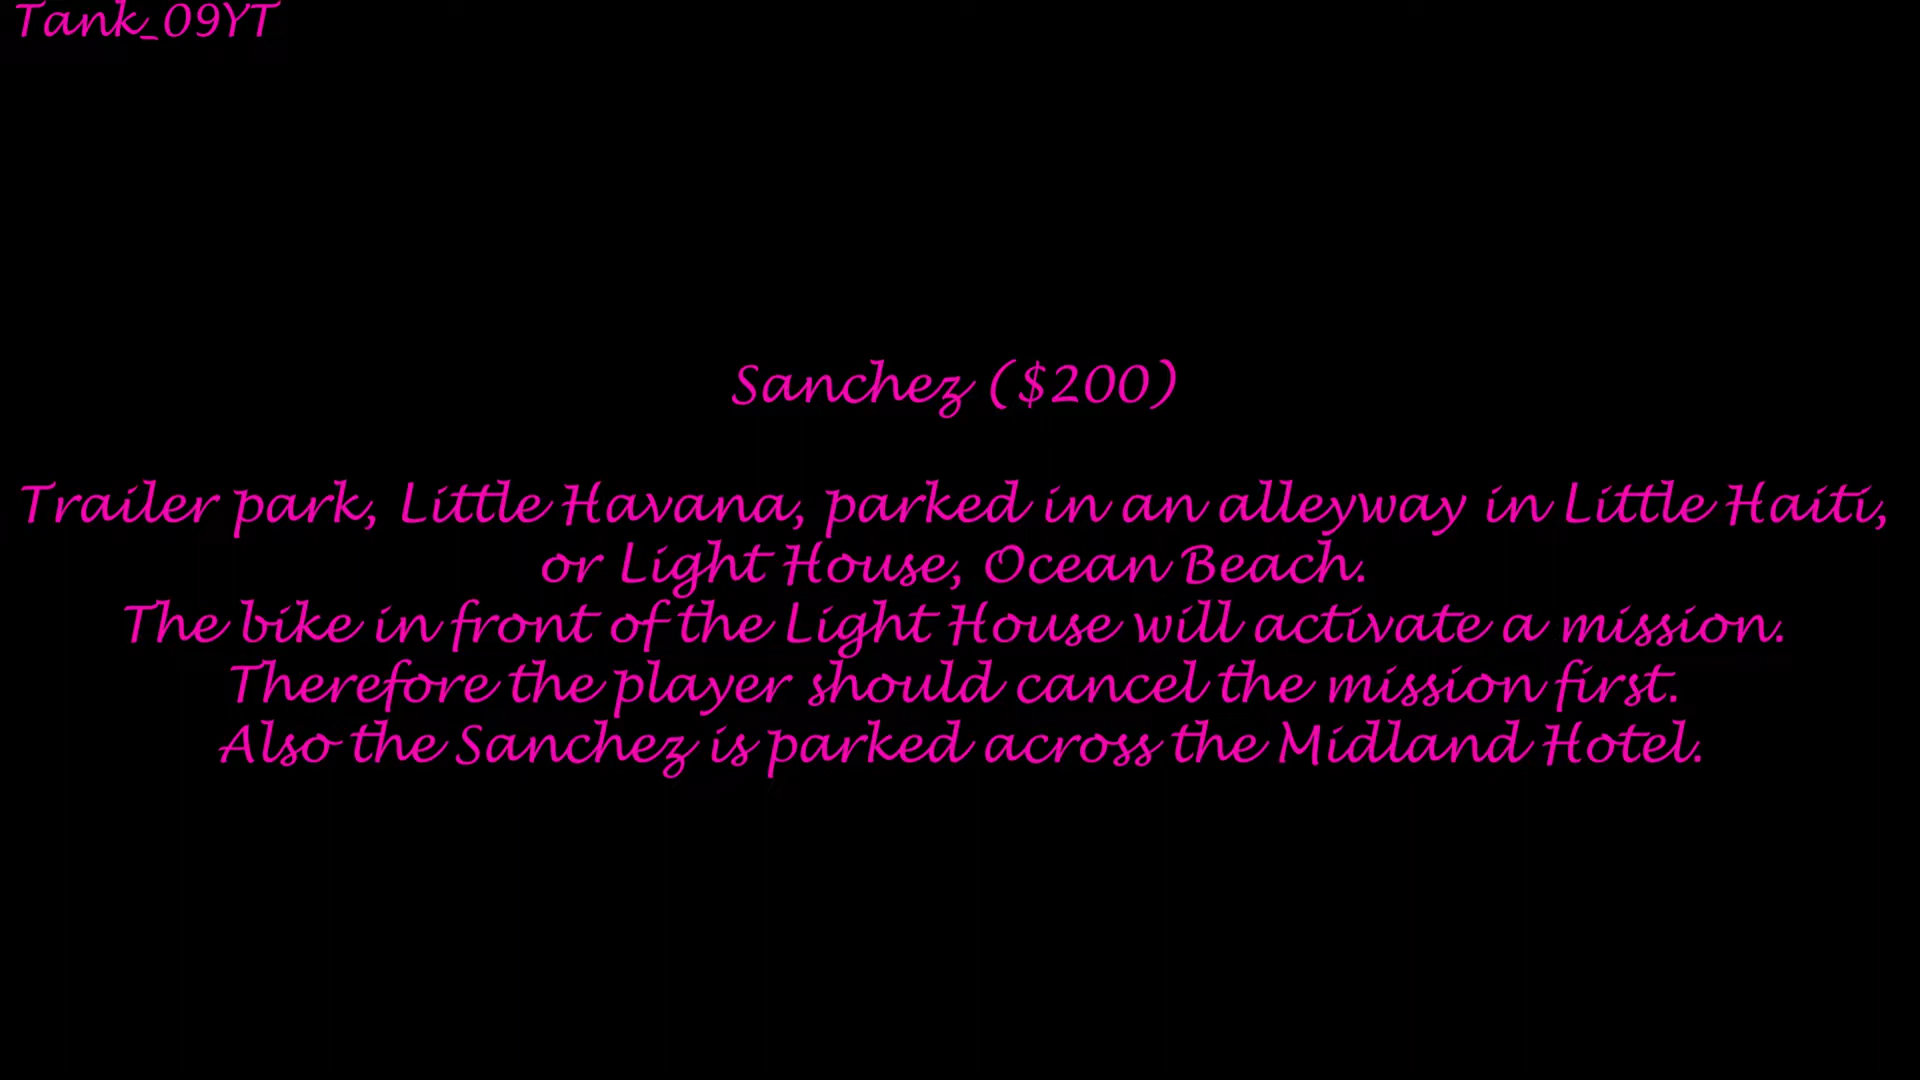 Tank_09YT
Sanchez ($200)
Trailer park, Little Havana, parked in an alleyway in Little Haiti,
or Light House, Ocean Beach.
The bike in front of the Light House will activate a mission.
Therefore the player should cancel the mission first.
Also the Sanchez is parked across the Midland Hotel.